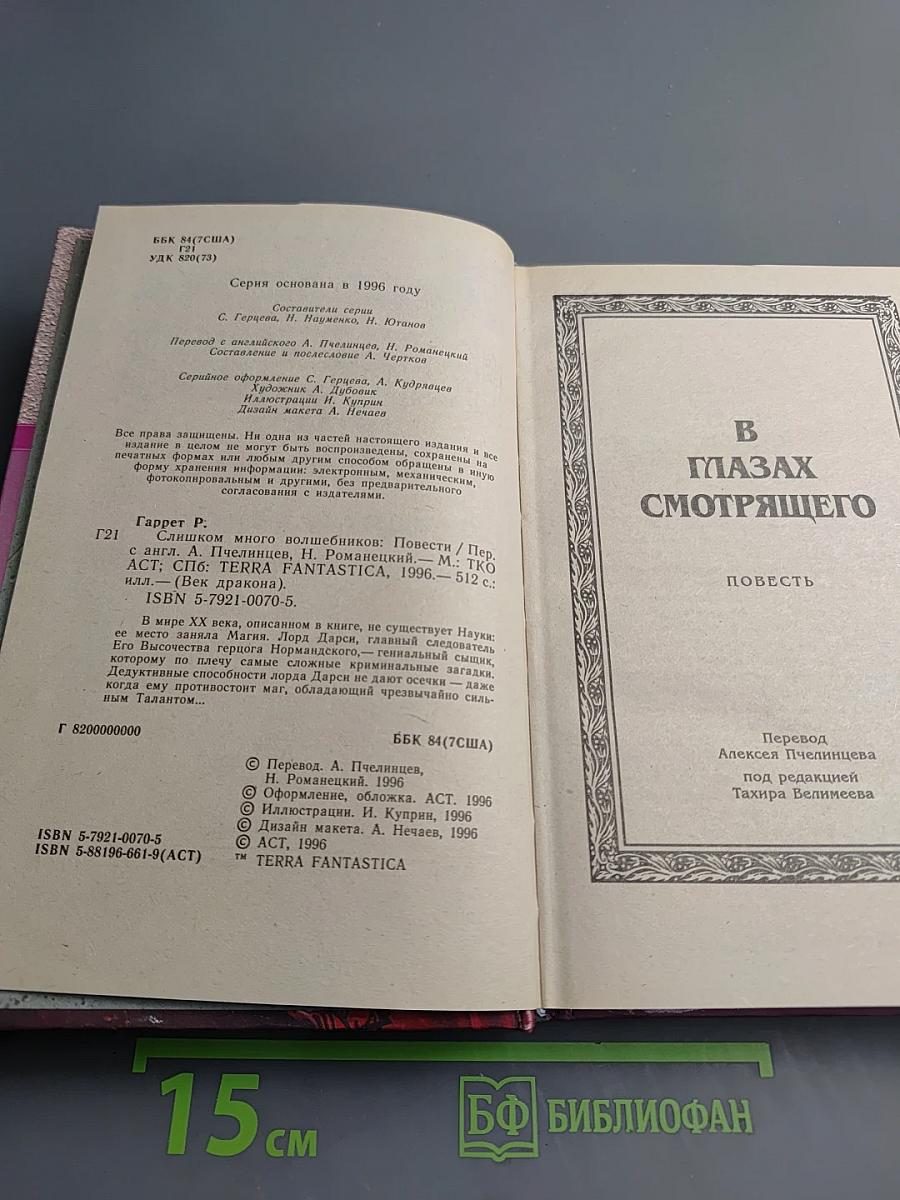 ББК 84(7США)
Г21
УДК 820(73)
Серия основана в 1996 году
Составители серии
С. Герцева, Н. Науменко, Н. Ютанов
Перевод с английского А. Пчелинцев, Н. Романецкий
Составление и послесловие А. Чертков
Серийное оформление С. Герцева, А. Кудрявцев
Художник А. Дубовик
Иллюстрации И. Куприн
Дизайн макета А. Нечаев
Все права защищены. Ни одна из частей настоящего издания и все
издание в целом не могут быть воспроизведены, сохранены на
печатных формах или любым другим способом обращены в иную
форму хранения информации: электронным, механическим,
фотокопировальным и другими, без предварительного
согласования с издателями.
Гаррет Р.
Г21 Слишком много волшебников: Повести / Пер.
с англ. А. Пчелинцев, Н. Романецкий.— М.: ТКО
АСТ; СПб: TERRA FANTASTICA, 1996.— 512 с.:
илл.— (Век дракона).
ISBN 5-7921-0070-5.
В мире XX века, описанном в книге, не существует Науки:
ее место заняла Магия. Лорд Дарси, главный следователь
Его Высочества герцога Нормандского,— гениальный сыщик,
которому по плечу самые сложные криминальные загадки.
Дедуктивные способности лорда Дарси не дают осечки — даже
когда ему противостоит маг, обладающий чрезвычайно силь-
ным Талантом...
Г 8200000000
ББК 84(7США)
© Перевод. А. Пчелинцев,
Н. Романецкий. 1996
© Оформление, обложка. АСТ. 1996
© Иллюстрации. И. Куприн, 1996
© Дизайн макета. А. Нечаев, 1996
© АСТ, 1996
™ TERRA FANTASTICA
ISBN 5-7921-0070-5
ISBN 5-88196-661-9(АСТ)
В
ГЛАЗАХ
СМОТРЯЩЕГО
ПОВЕСТЬ
Перевод
Алексея Пчелинцева
под редакцией
Тахира Велимеева
15 см
БФ БИБЛИОФАН